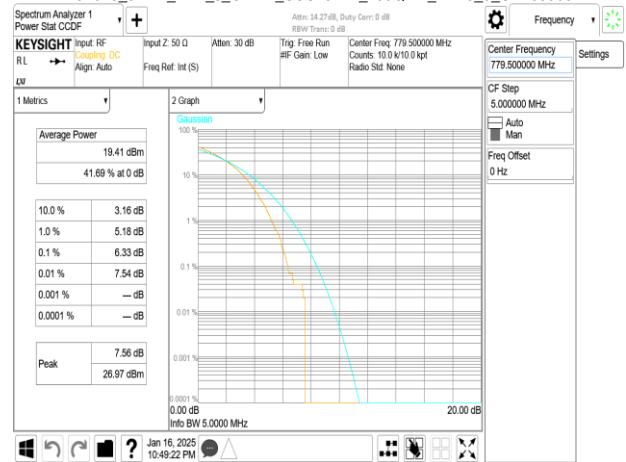 Spectrum Analyzer 1
Power Stat CCDF
Attn: 14.27dB, Duty Corr: 0 dB
RBW Trans: 0 dB
Frequency
KEYSIGHT
RL
Input: RF
Coupling: DC
Align: Auto
Input Z: 50 Ω
Freq Ref: Int (S)
Atten: 30 dB
Trig: Free Run
#IF Gain: Low
Center Freq: 779.500000 MHz
Counts: 10.0 k/10.0 kpt
Radio Std: None
Center Frequency
779.500000 MHz
Settings
CF Step
5.000000 MHz
Auto
Man
Freq Offset
0 Hz
1 Metrics
Average Power
19.41 dBm
41.69 % at 0 dB
10.0 % 3.16 dB
1.0 % 5.18 dB
0.1 % 6.33 dB
0.01 % 7.54 dB
0.001 % --- dB
0.0001 % --- dB
Peak
7.56 dB
26.97 dBm
2 Graph
Gaussian
100 %
10 %
1 %
0.1 %
0.01 %
0.001 %
0.0001 %
0.00 dB 20.00 dB
Info BW 5.0000 MHz
Jan 16, 2025
10:49:22 PM